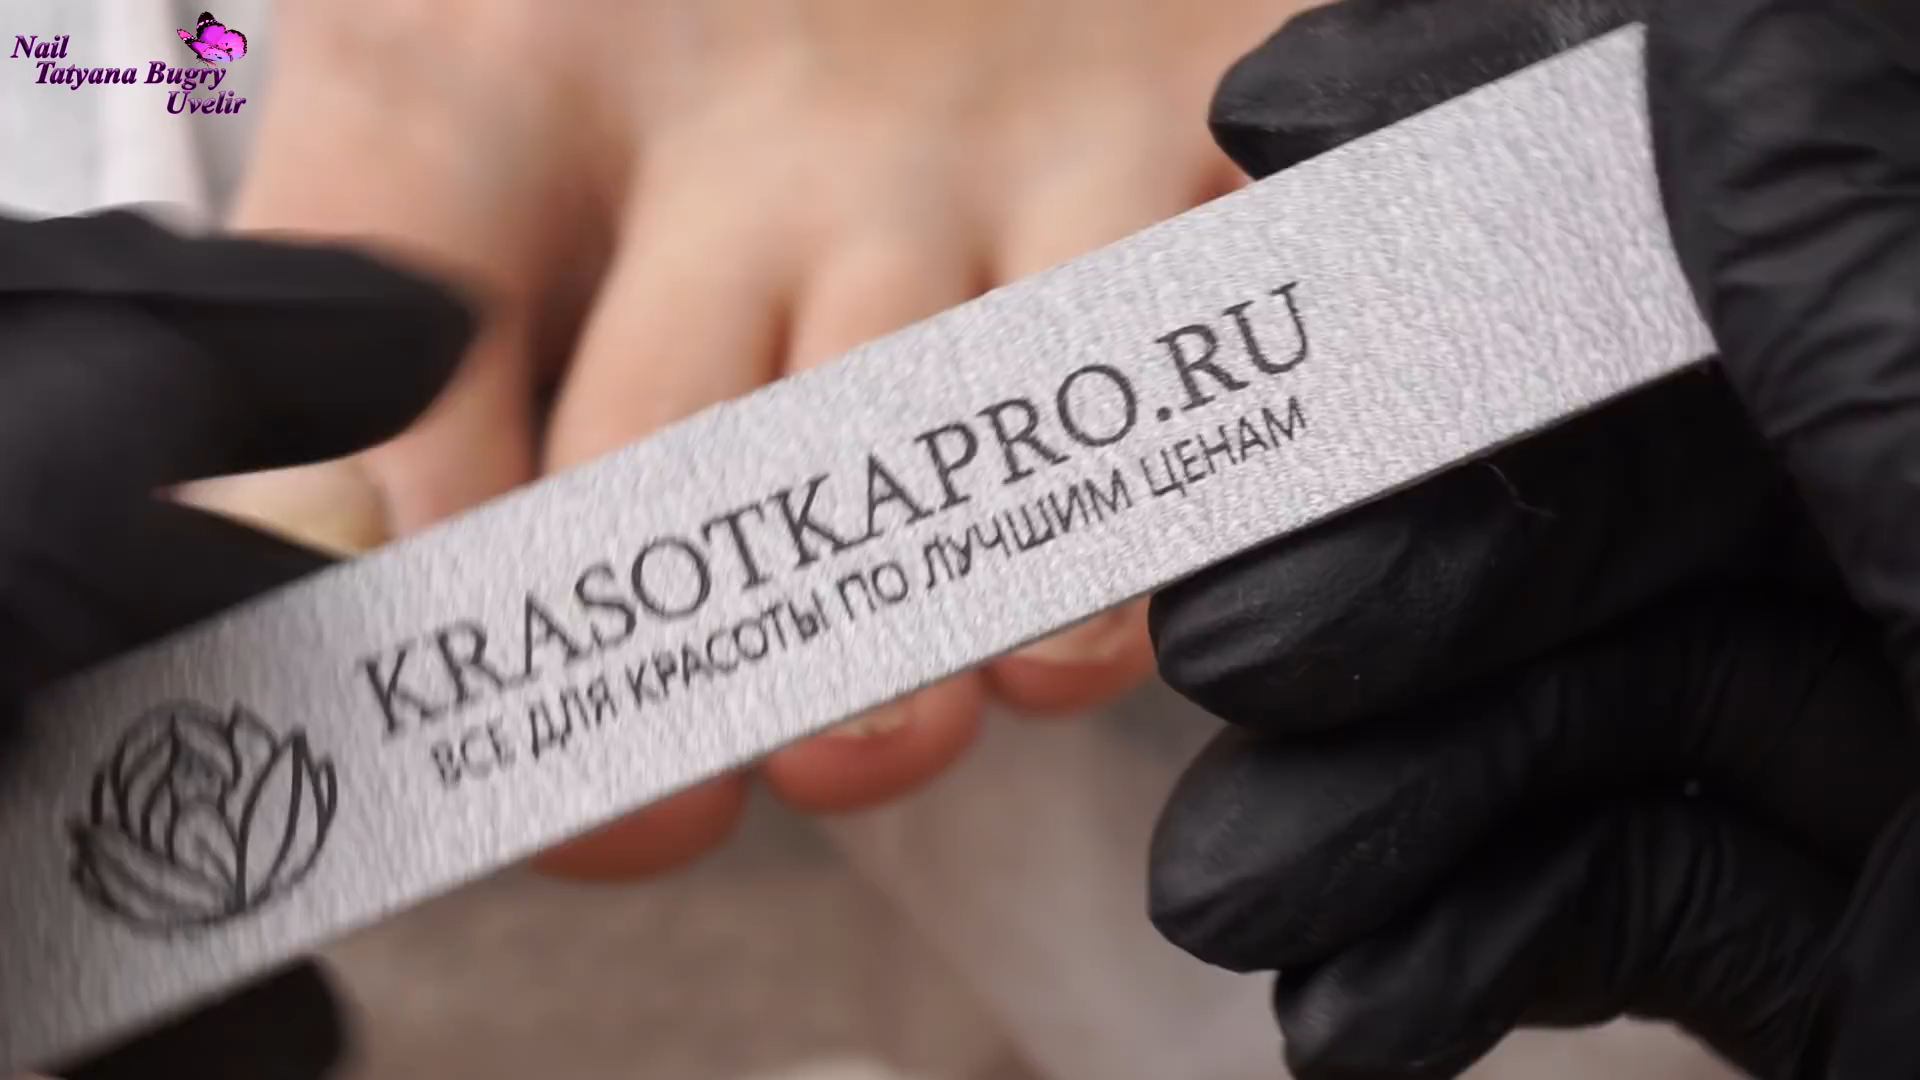 Nail
Tatyana Bugry
Uvelir
KRASOTKAPRO.RU
ВСЕ ДЛЯ КРАСОТЫ ПО ЛУЧШИМ ЦЕНАМ